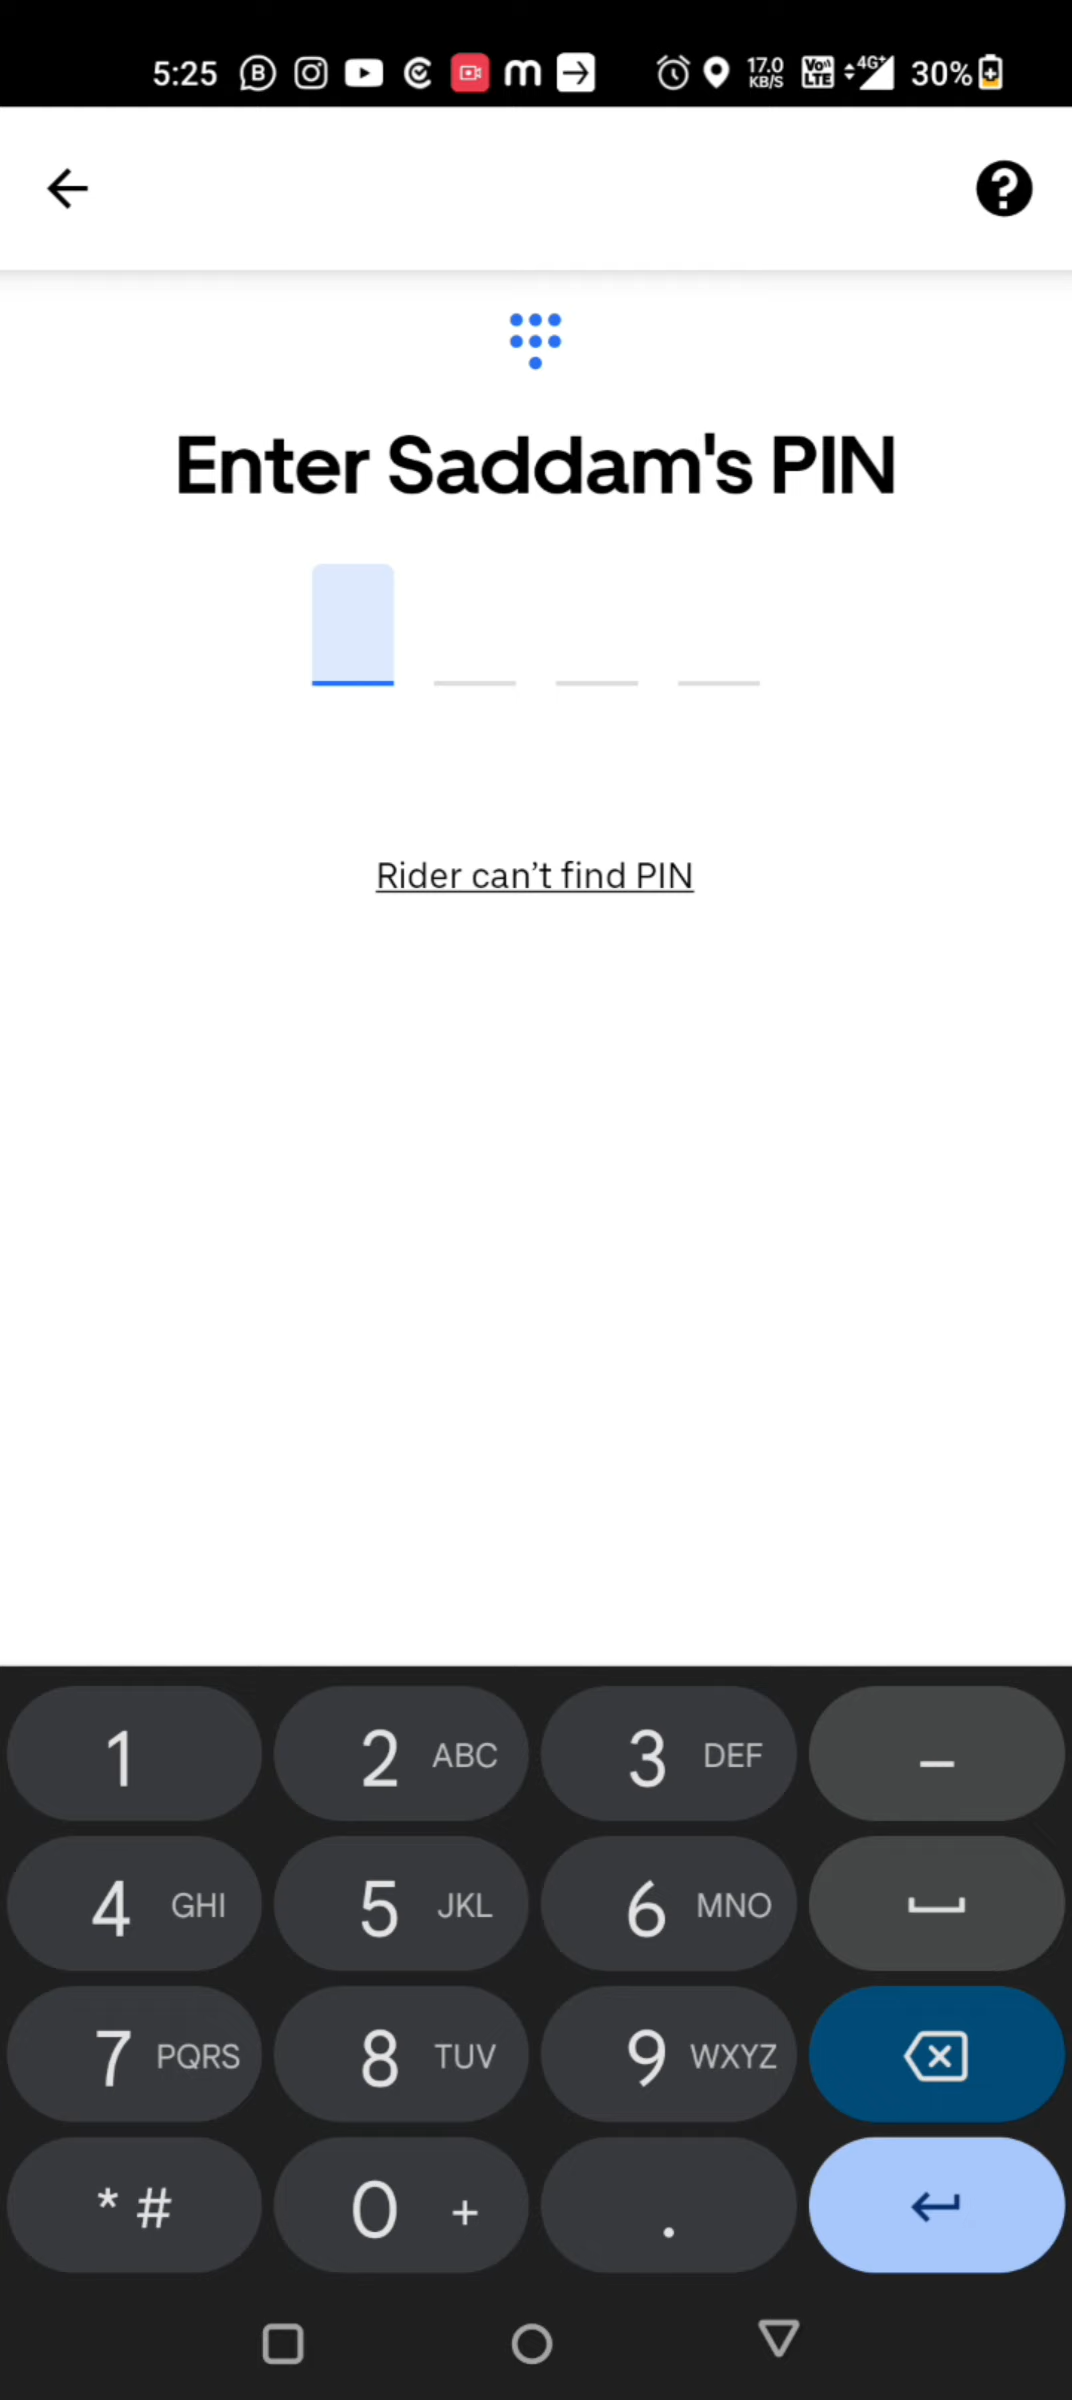 5:25 17.0 KB/S VoLTE 4G+ 30%
Enter Saddam's PIN
Rider can't find PIN
1 2 ABC 3 DEF –
4 GHI 5 JKL 6 MNO
7 PQRS 8 TUV 9 WXYZ
* # 0 + .